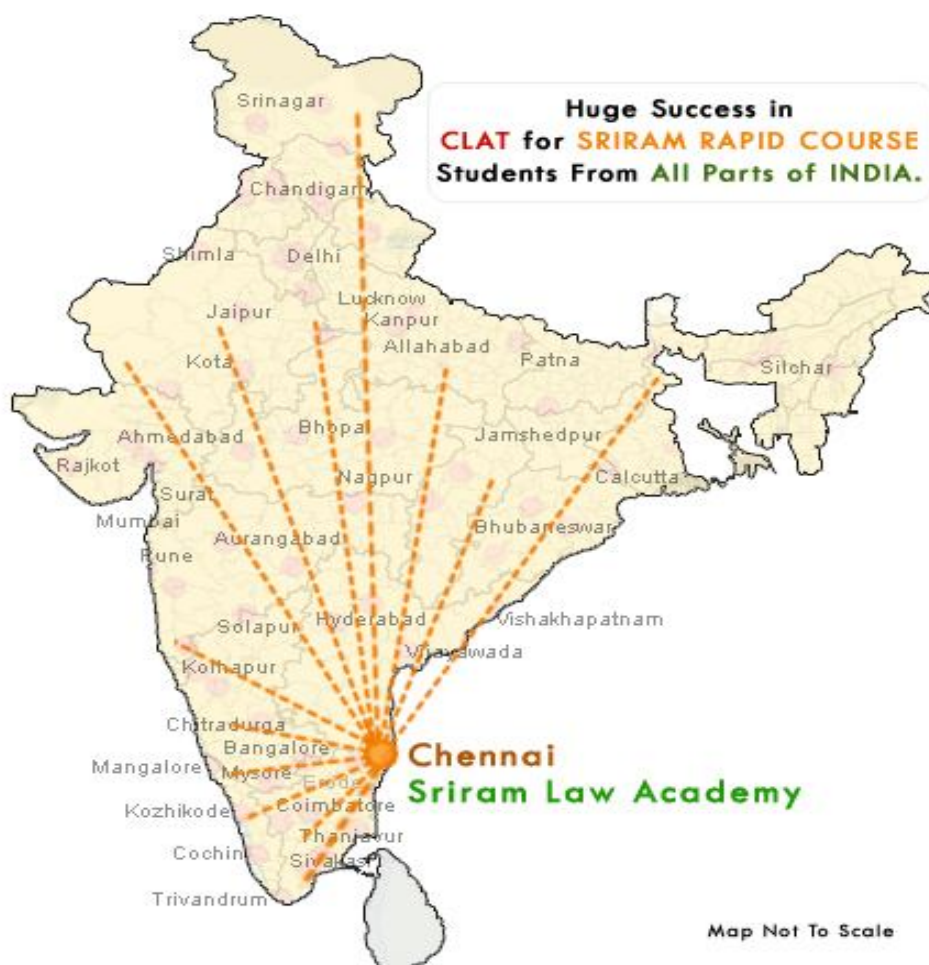 Srinagar
Huge Success in
CLAT for SRIRAM RAPID COURSE
Students From All Parts of INDIA.
Chandigarh
Shimla
Delhi
Lucknow
Jaipur
Kanpur
Allahabad
Kota
Patna
Silchar
Ahmedabad
Bhopal
Jamshedpur
Rajkot
Nagpur
Calcutta
Surat
Mumbai
Bhubaneswar
Pune
Aurangabad
Solapur
Hyderabad
Vishakhapatnam
Vijayawada
Kolhapur
Chitradurga
Bangalore
Chennai
Mangalore
Mysore
Erode
Sriram Law Academy
Kozhikode
Coimbatore
Thanjavur
Cochin
Sivakasi
Trivandrum
Map Not To Scale